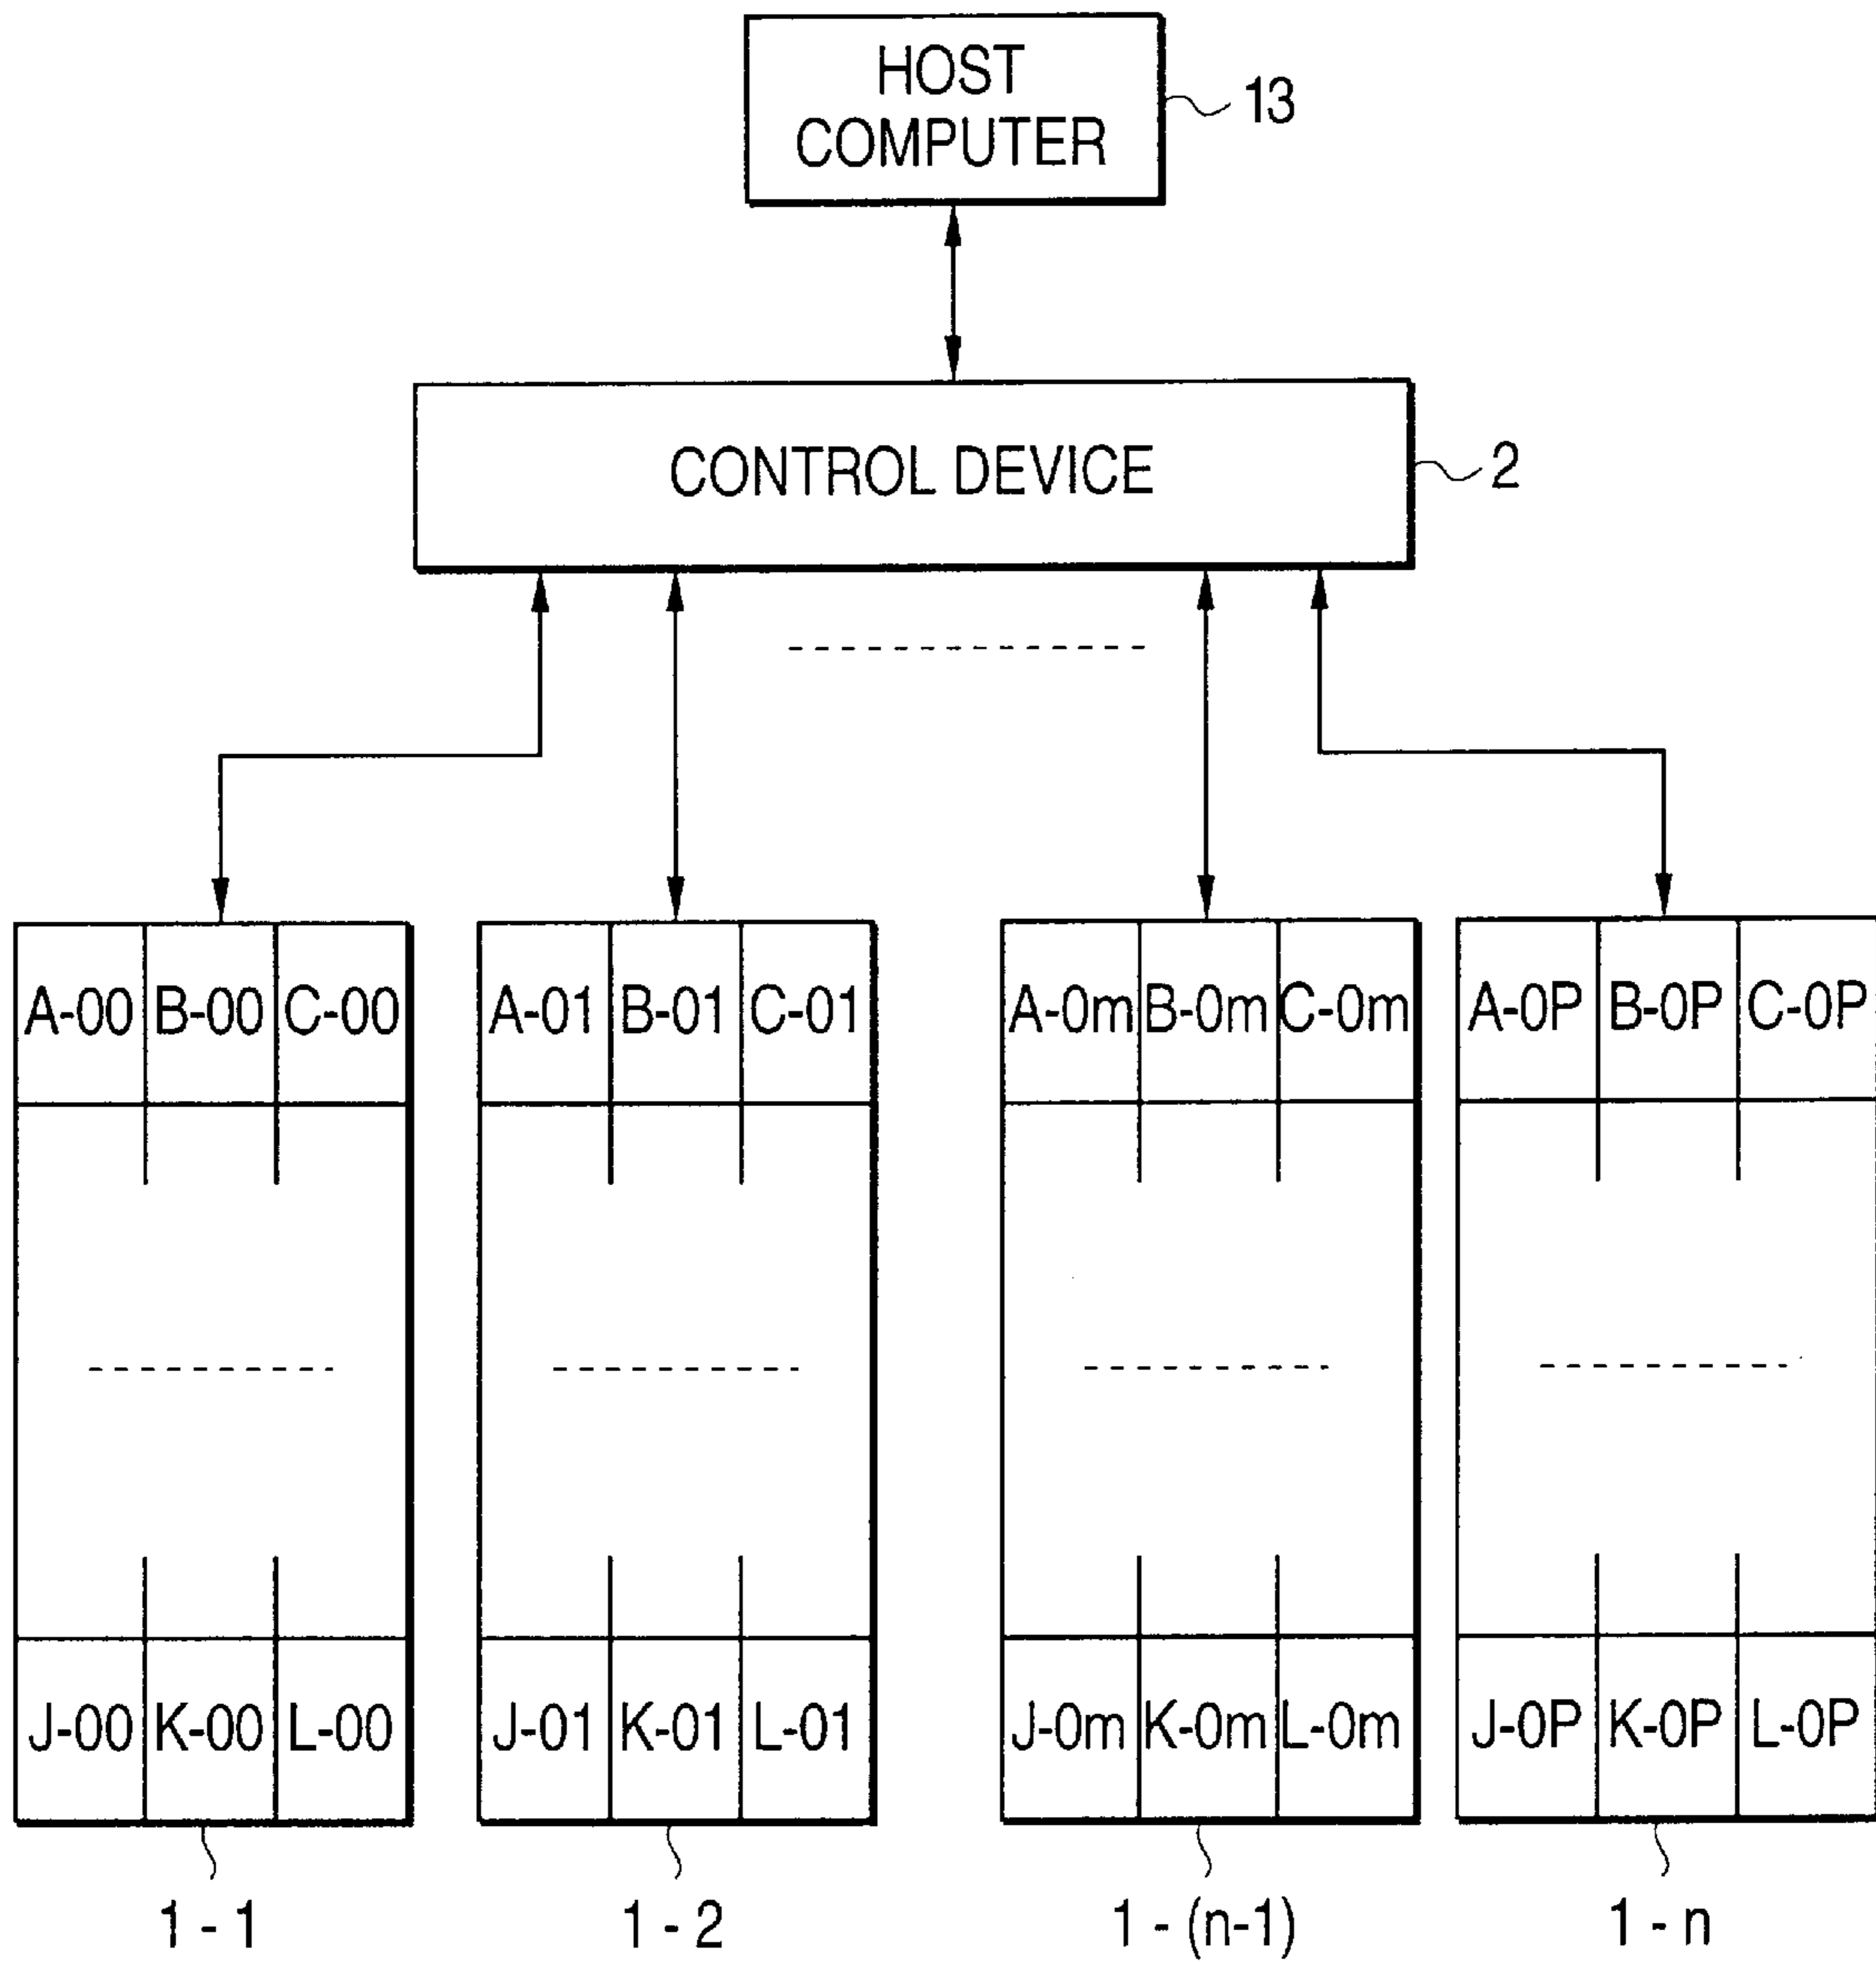 HOST
COMPUTER
13
CONTROL DEVICE
2
A-00 B-00 C-00
A-01 B-01 C-01
A-0m B-0m C-0m
A-0P B-0P C-0P
J-00 K-00 L-00
J-01 K-01 L-01
J-0m K-0m L-0m
J-0P K-0P L-0P
1 - 1
1 - 2
1 - (n-1)
1 - n